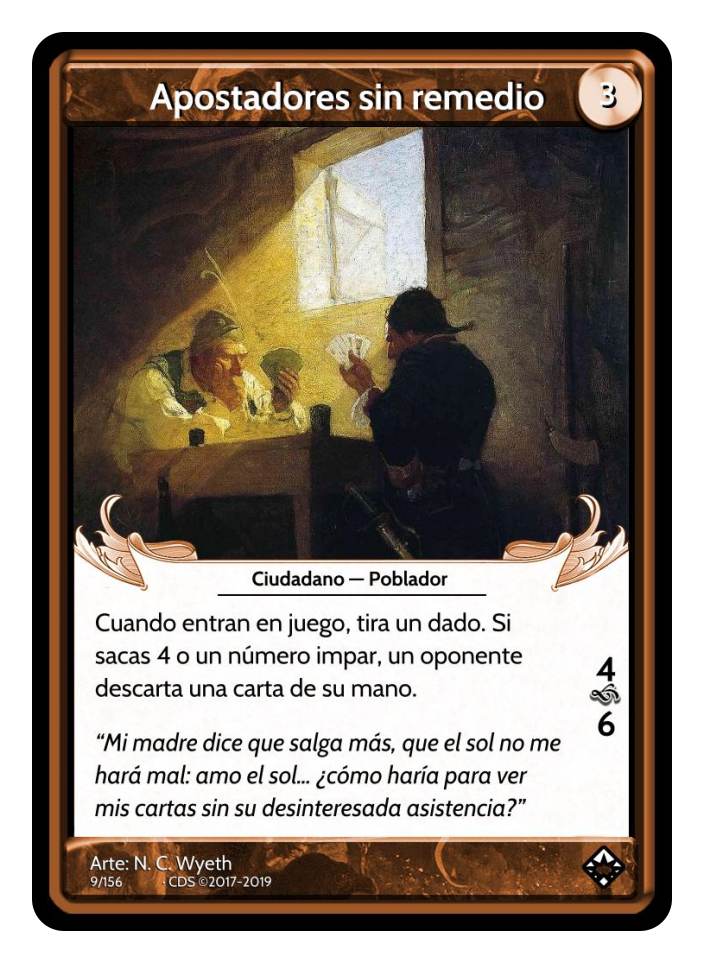 Apostadores sin remedio
3
Ciudadano — Poblador
Cuando entran en juego, tira un dado. Si
sacas 4 o un número impar, un oponente
descarta una carta de su mano.
4
6
“Mi madre dice que salga más, que el sol no me
hará mal: amo el sol... ¿cómo haría para ver
mis cartas sin su desinteresada asistencia?”
Arte: N. C. Wyeth
9/156 · CDS ©2017-2019